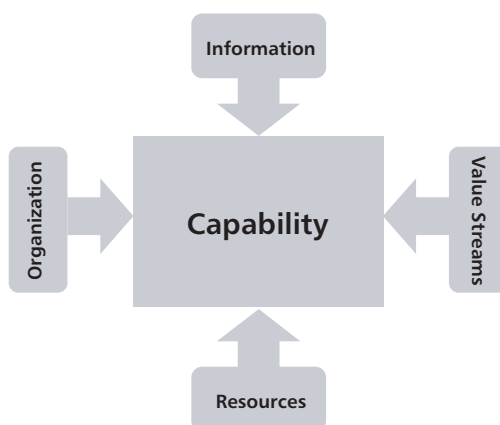 Information
Organization
Capability
Value Streams
Resources